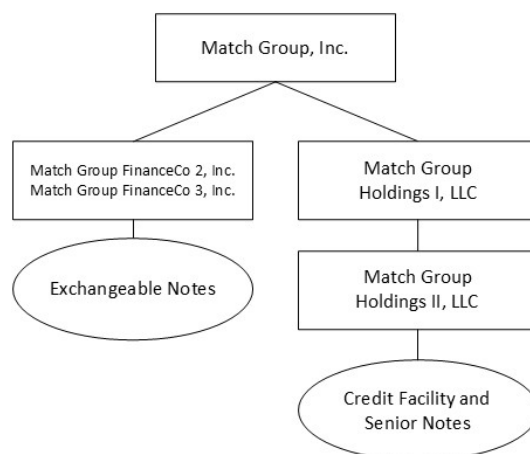 Match Group, Inc.
Match Group FinanceCo 2, Inc.
Match Group FinanceCo 3, Inc.
Match Group
Holdings I, LLC
Exchangeable Notes
Match Group
Holdings II, LLC
Credit Facility and
Senior Notes